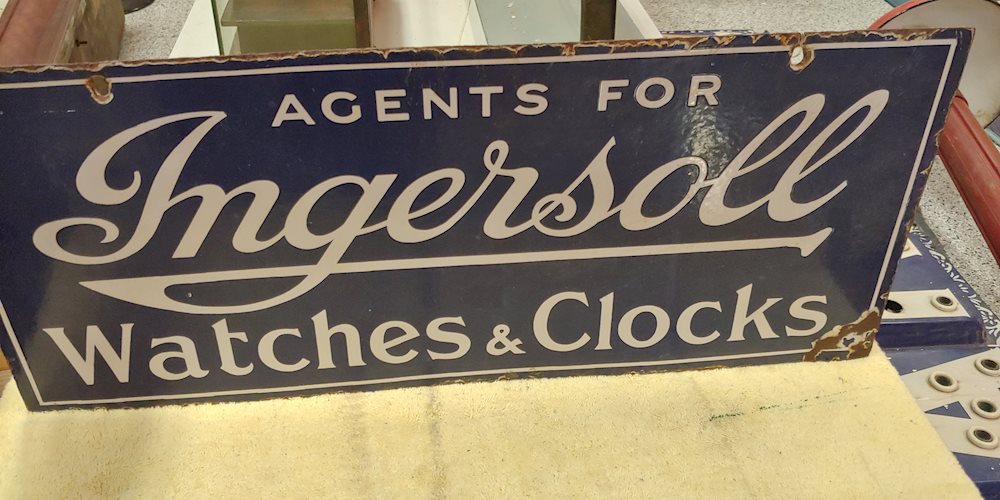 AGENTS FOR
Ingersoll
Watches & Clocks